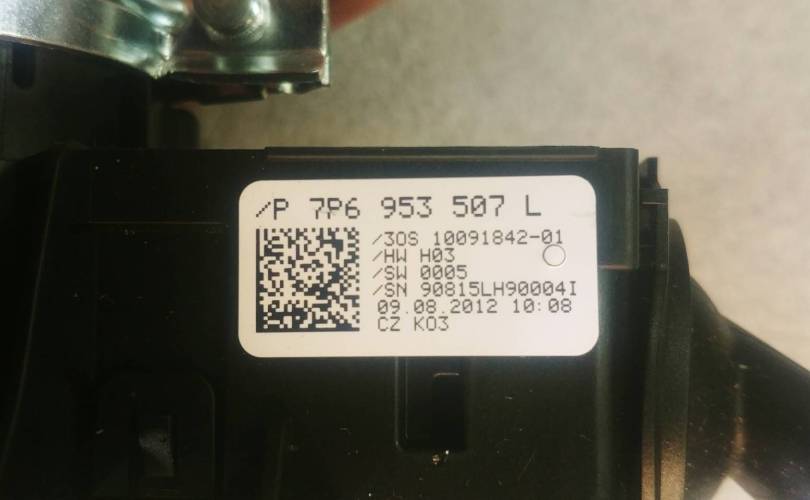 /P 7P6 953 507 L
/3OS 10091842-01
/HW H03
/SW 0005
/SN 90815LH90004I
09.08.2012 10:08
CZ K03